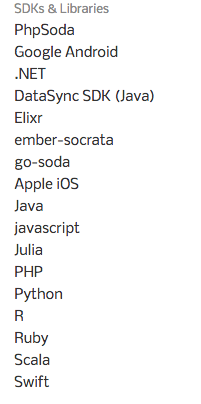 SDKs & Libraries
PhpSoda
Google Android
.NET
DataSync SDK (Java)
Elixr
ember-socrata
go-soda
Apple iOS
Java
javascript
Julia
PHP
Python
R
Ruby
Scala
Swift